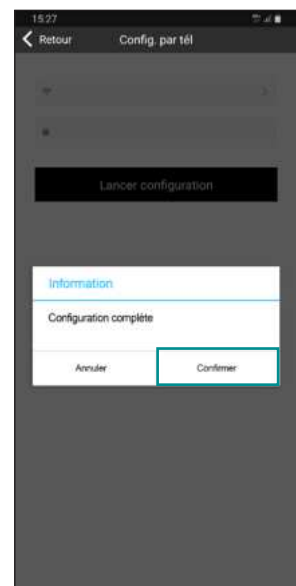 15:27
Retour Config. par tél
Lancer configuration
Information
Configuration complète
Annuler Confirmer